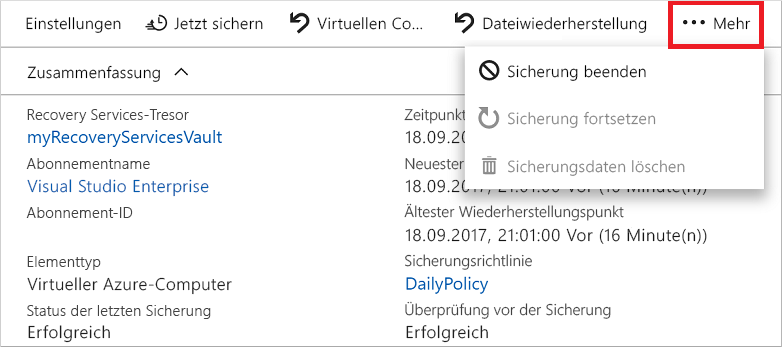 Einstellungen Jetzt sichern Virtuellen Co... Dateiwiederherstellung ••• Mehr
Zusammenfassung
Sicherung beenden
Sicherung fortsetzen
Sicherungsdaten löschen
Recovery Services-Tresor
myRecoveryServicesVault
Abonnementname
Visual Studio Enterprise
Abonnement-ID
Elementtyp
Virtueller Azure-Computer
Status der letzten Sicherung
Erfolgreich
Zeitpunkt
18.09.20
Neuester
18.09.2017, 21:01:00 Vor (16 Minute(n))
Ältester Wiederherstellungspunkt
18.09.2017, 21:01:00 Vor (16 Minute(n))
Sicherungsrichtlinie
DailyPolicy
Überprüfung vor der Sicherung
Erfolgreich